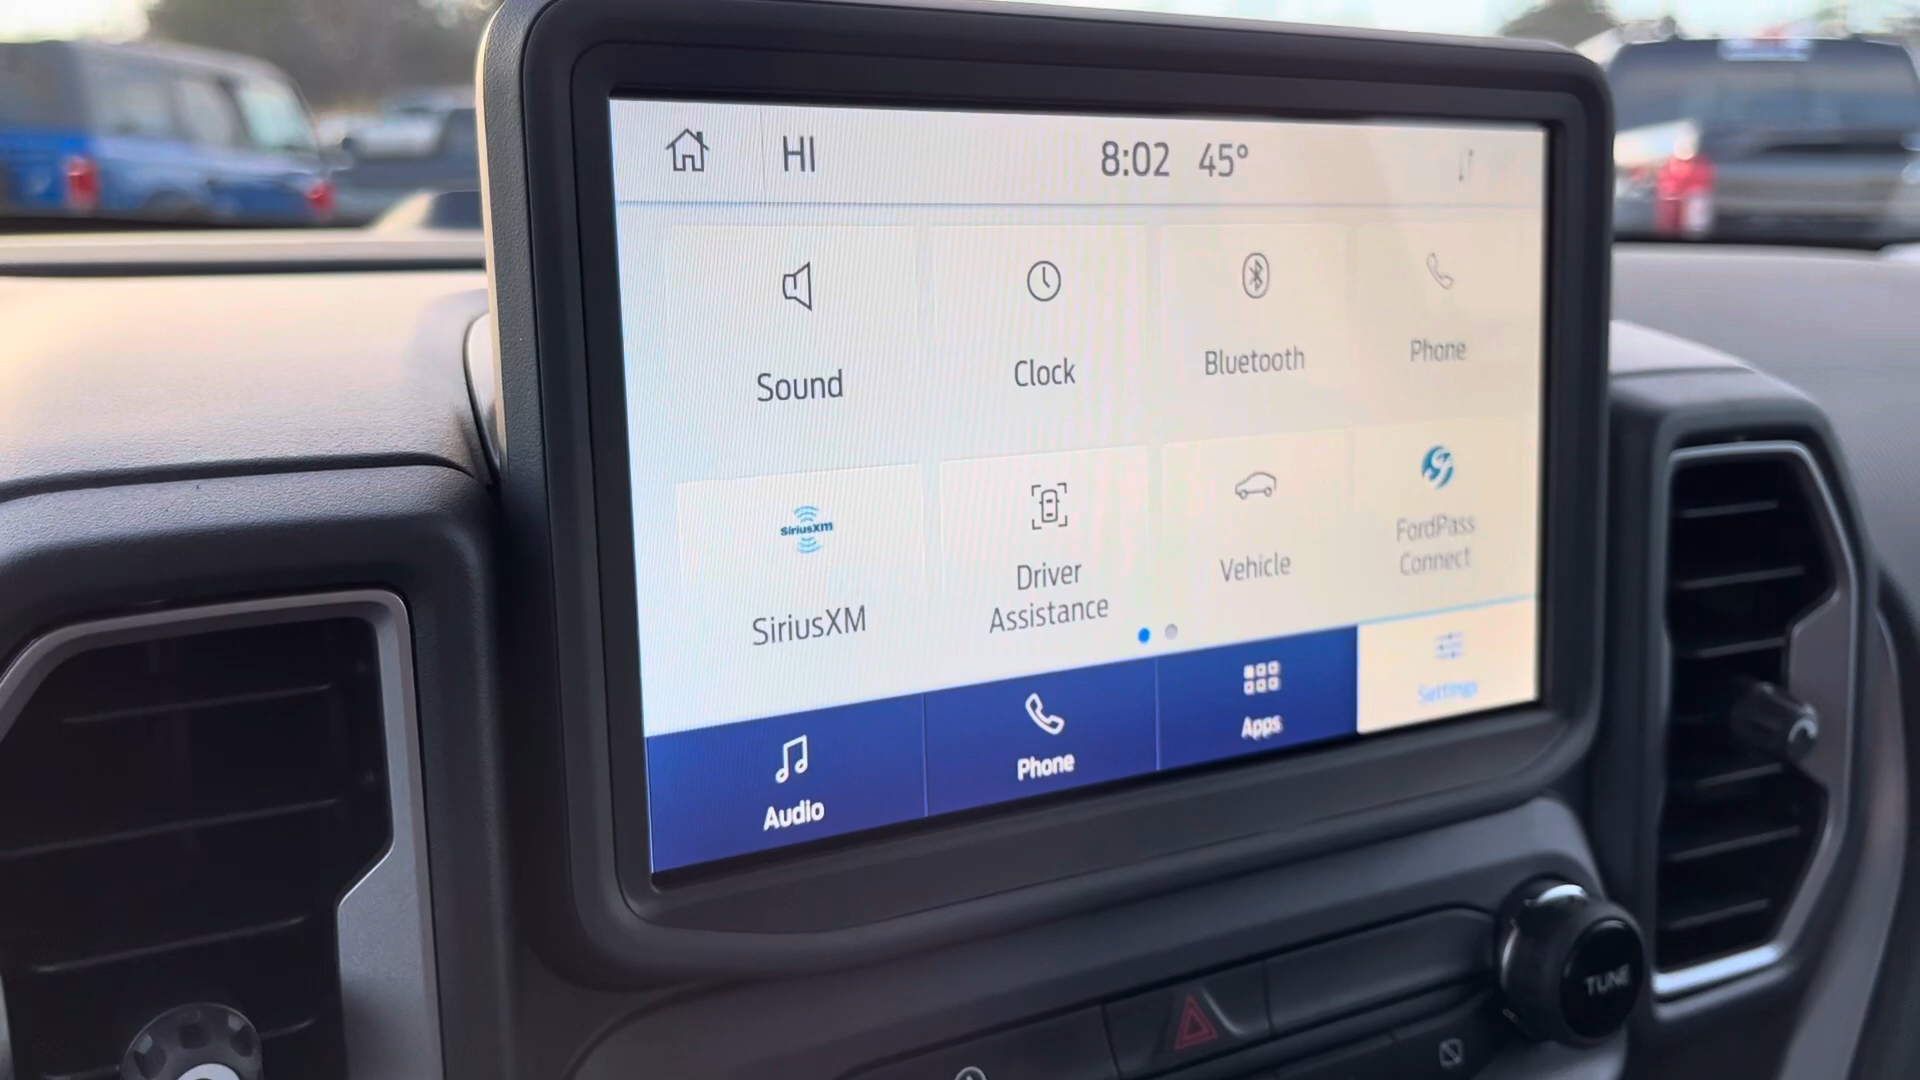 HI 8:02 45°
Sound Clock Bluetooth Phone
SiriusXM
SiriusXM Driver Assistance Vehicle FordPass Connect
Audio Phone Apps Settings
TUNE